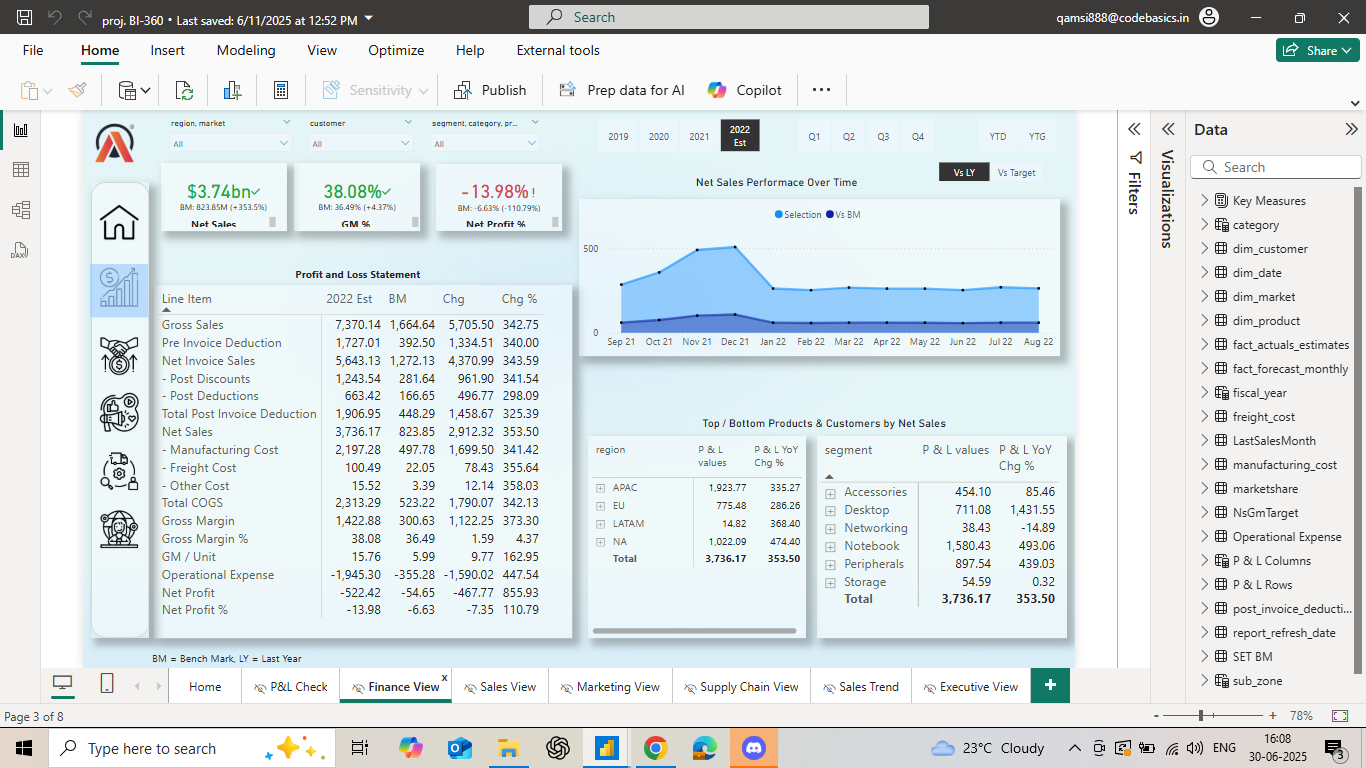 proj. BI-360 • Last saved: 6/11/2025 at 12:52 PM
Search
qamsi888@codebasics.in
File Home Insert Modeling View Optimize Help External tools
Share
Sensitivity Publish Prep data for AI Copilot ...
region, market customer segment, category, pr...
All All All
2019 2020 2021 2022 Est Q1 Q2 Q3 Q4 YTD YTG
$3.74bn✓ 38.08%✓ -13.98%!
BM: 823.85M (+353.5%) BM: 36.49% (+4.37%) BM: -6.63% (-110.79%)
Net Sales GM % Net Profit %
Vs LY Vs Target
Net Sales Performace Over Time
Selection Vs BM
500
0
Sep 21 Oct 21 Nov 21 Dec 21 Jan 22 Feb 22 Mar 22 Apr 22 May 22 Jun 22 Jul 22 Aug 22
Profit and Loss Statement
Line Item 2022 Est BM Chg Chg %
Gross Sales 7,370.14 1,664.64 5,705.50 342.75
Pre Invoice Deduction 1,727.01 392.50 1,334.51 340.00
Net Invoice Sales 5,643.13 1,272.13 4,370.99 343.59
- Post Discounts 1,243.54 281.64 961.90 341.54
- Post Deductions 663.42 166.65 496.77 298.09
Total Post Invoice Deduction 1,906.95 448.29 1,458.67 325.39
Net Sales 3,736.17 823.85 2,912.32 353.50
- Manufacturing Cost 2,197.28 497.78 1,699.50 341.42
- Freight Cost 100.49 22.05 78.43 355.64
- Other Cost 15.52 3.39 12.14 358.03
Total COGS 2,313.29 523.22 1,790.07 342.13
Gross Margin 1,422.88 300.63 1,122.25 373.30
Gross Margin % 38.08 36.49 1.59 4.37
GM / Unit 15.76 5.99 9.77 162.95
Operational Expense -1,945.30 -355.28 -1,590.02 447.54
Net Profit -522.42 -54.65 -467.77 855.93
Net Profit % -13.98 -6.63 -7.35 110.79
BM = Bench Mark, LY = Last Year
Top / Bottom Products & Customers by Net Sales
region P & L values P & L YoY Chg %
APAC 1,923.77 335.27
EU 775.48 286.26
LATAM 14.82 368.40
NA 1,022.09 474.40
Total 3,736.17 353.50
segment P & L values P & L YoY Chg %
Accessories 454.10 85.46
Desktop 711.08 1,431.55
Networking 38.43 -14.89
Notebook 1,580.43 493.06
Peripherals 897.54 439.03
Storage 54.59 0.32
Total 3,736.17 353.50
Filters
Visualizations
Data
Search
Key Measures
category
dim_customer
dim_date
dim_market
dim_product
fact_actuals_estimates
fact_forecast_monthly
fiscal_year
freight_cost
LastSalesMonth
manufacturing_cost
marketshare
NsGmTarget
Operational Expense
P & L Columns
P & L Rows
post_invoice_deducti...
report_refresh_date
SET BM
sub_zone
Home P&L Check Finance View x Sales View Marketing View Supply Chain View Sales Trend Executive View +
Page 3 of 8
- + 78%
Type here to search
23°C Cloudy ENG 16:08
30-06-2025
3
DAX